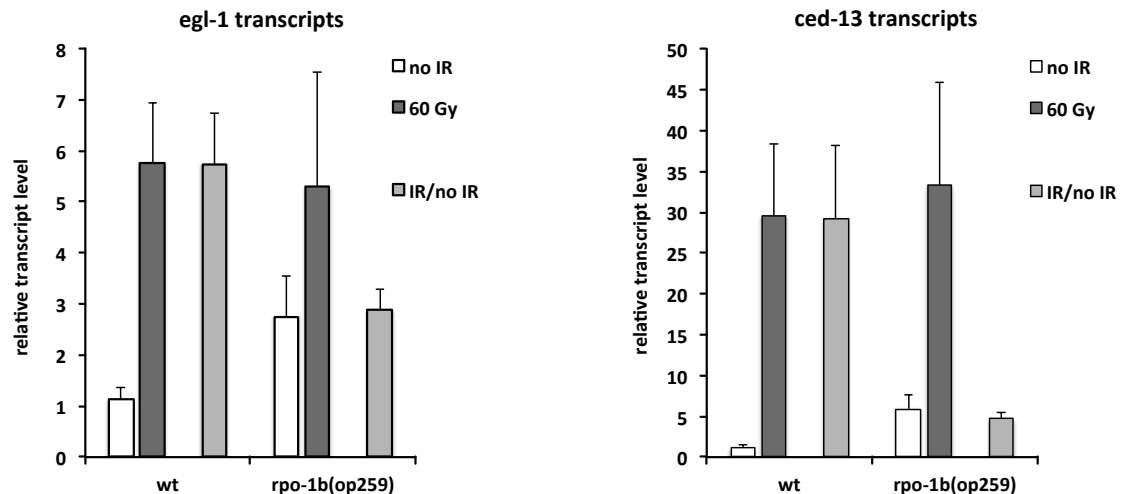 egl-1 transcripts
relative transcript level
8
7
6
5
4
3
2
1
0
no IR
60 Gy
IR/no IR
wt
rpo-1b(op259)
ced-13 transcripts
relative transcript level
50
45
40
35
30
25
20
15
10
5
0
no IR
60 Gy
IR/no IR
wt
rpo-1b(op259)